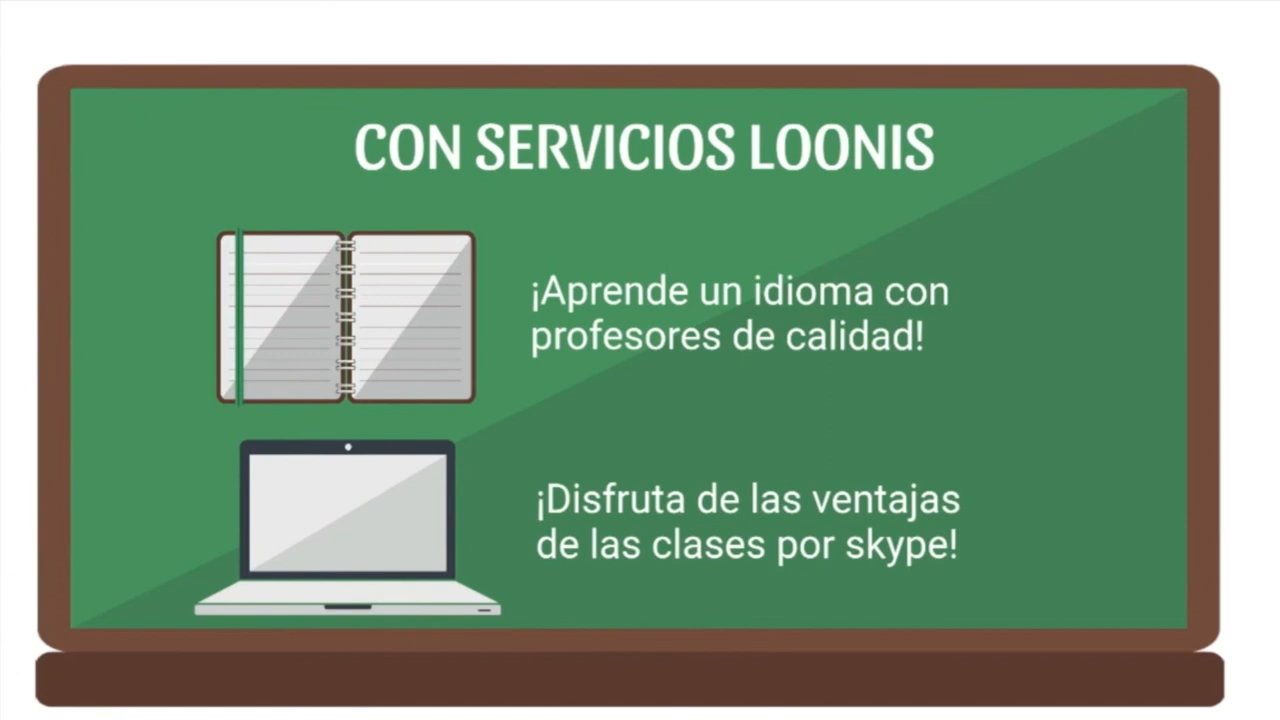 CON SERVICIOS LOONIS
¡Aprende un idioma con
profesores de calidad!
¡Disfruta de las ventajas
de las clases por skype!